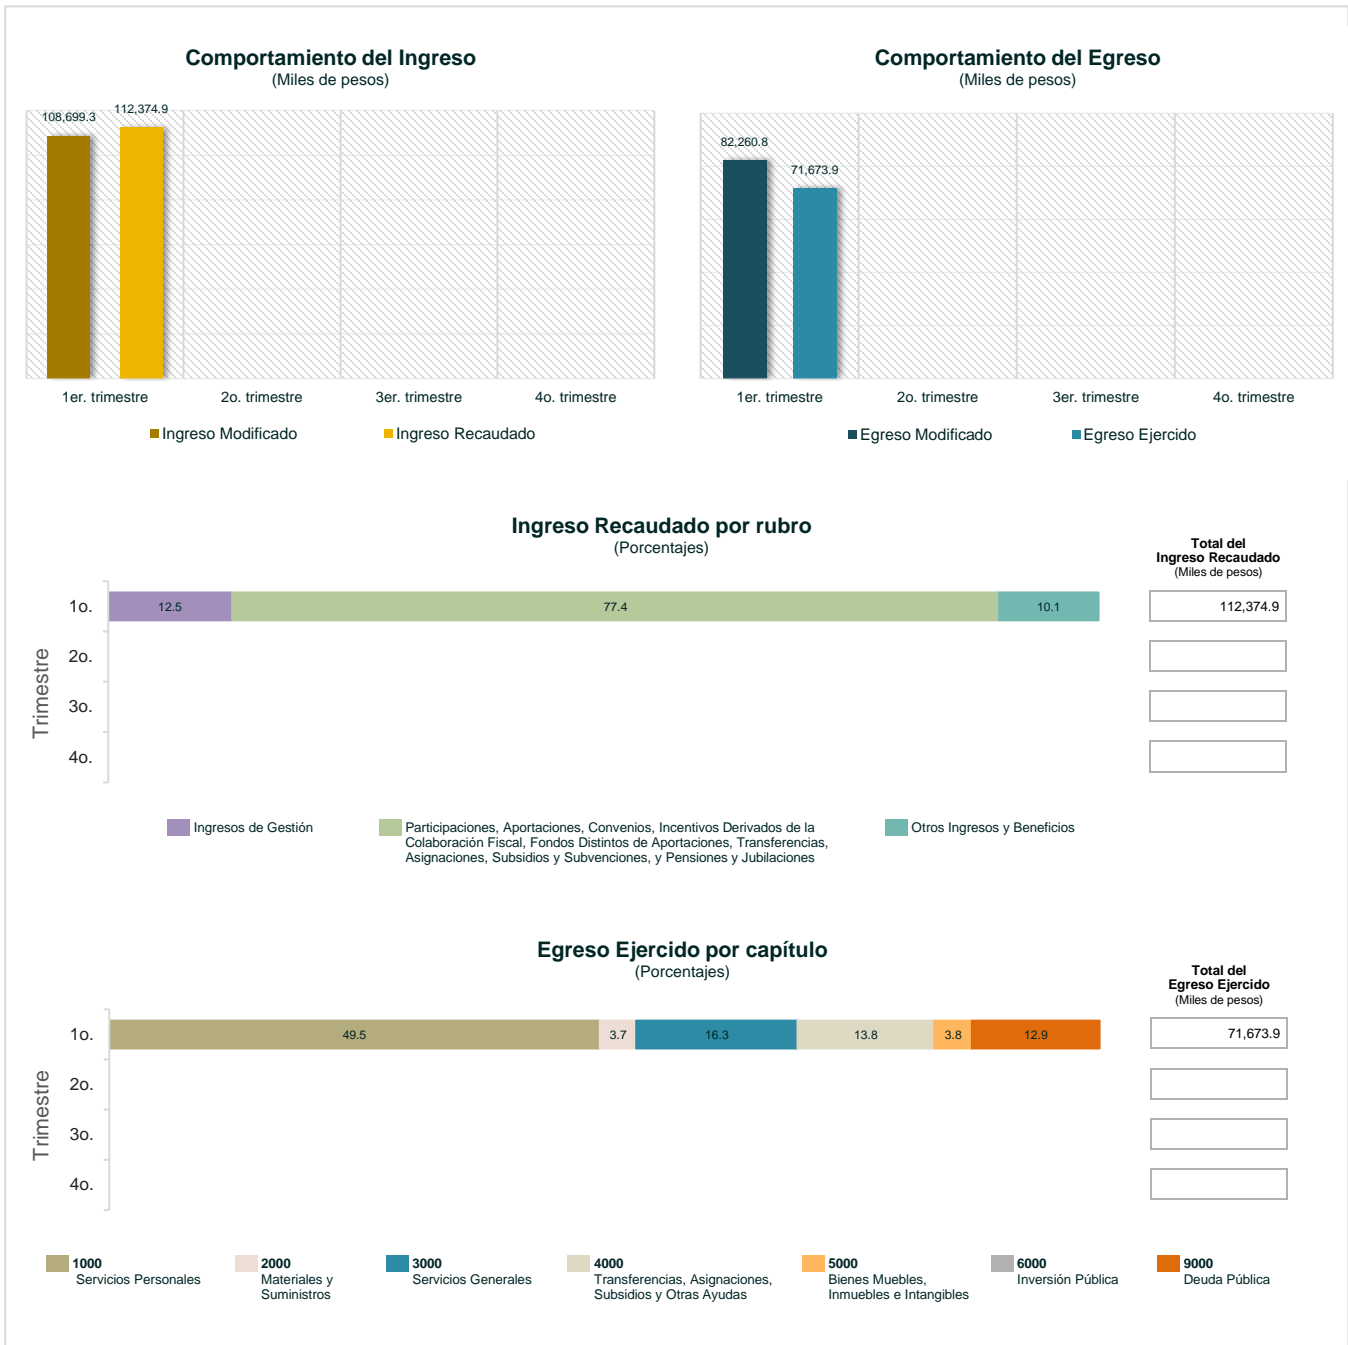 Comportamiento del Ingreso
(Miles de pesos)
108,699.3
112,374.9
1er. trimestre
2o. trimestre
3er. trimestre
4o. trimestre
Ingreso Modificado
Ingreso Recaudado
Comportamiento del Egreso
(Miles de pesos)
82,260.8
71,673.9
1er. trimestre
2o. trimestre
3er. trimestre
4o. trimestre
Egreso Modificado
Egreso Ejercido
Ingreso Recaudado por rubro
(Porcentajes)
Total del
Ingreso Recaudado
(Miles de pesos)
Trimestre
1o.
12.5
77.4
10.1
112,374.9
2o.
3o.
4o.
Ingresos de Gestión
Participaciones, Aportaciones, Convenios, Incentivos Derivados de la
Colaboración Fiscal, Fondos Distintos de Aportaciones, Transferencias,
Asignaciones, Subsidios y Subvenciones, y Pensiones y Jubilaciones
Otros Ingresos y Beneficios
Egreso Ejercido por capítulo
(Porcentajes)
Total del
Egreso Ejercido
(Miles de pesos)
Trimestre
1o.
49.5
3.7
16.3
13.8
3.8
12.9
71,673.9
2o.
3o.
4o.
1000
Servicios Personales
2000
Materiales y
Suministros
3000
Servicios Generales
4000
Transferencias, Asignaciones,
Subsidios y Otras Ayudas
5000
Bienes Muebles,
Inmuebles e Intangibles
6000
Inversión Pública
9000
Deuda Pública